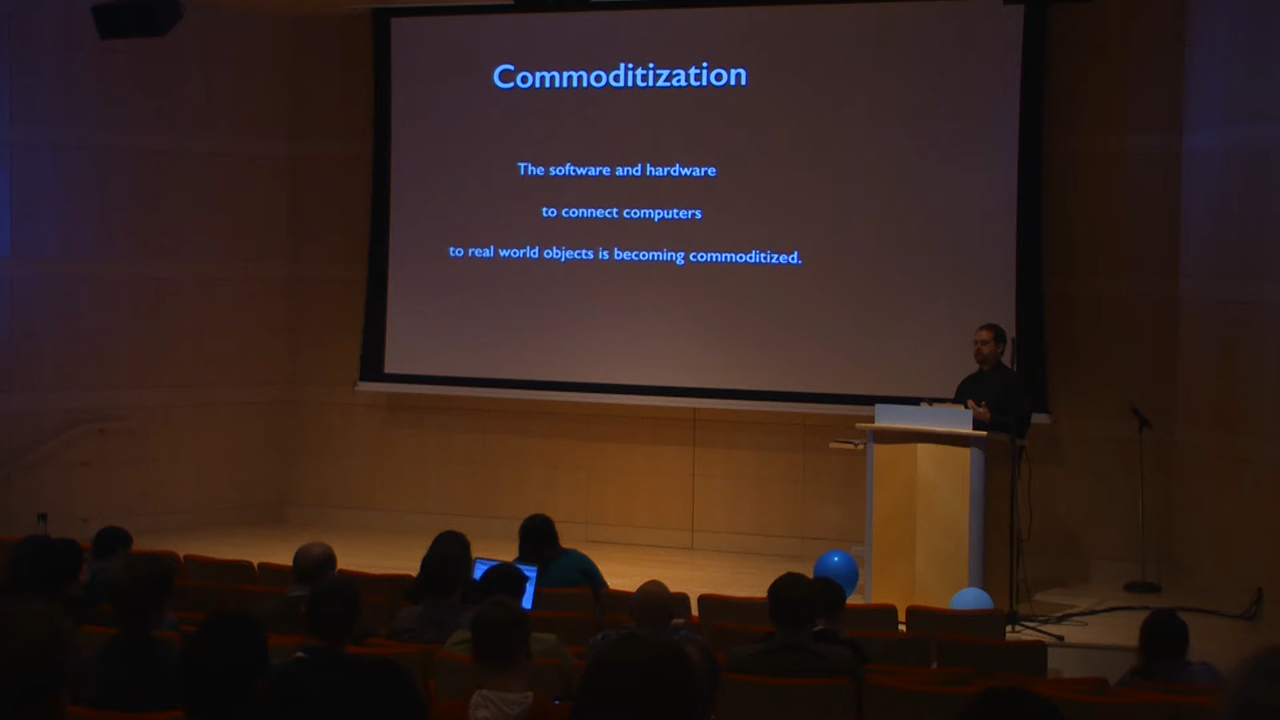 Commoditization
The software and hardware
to connect computers
to real world objects is becoming commoditized.